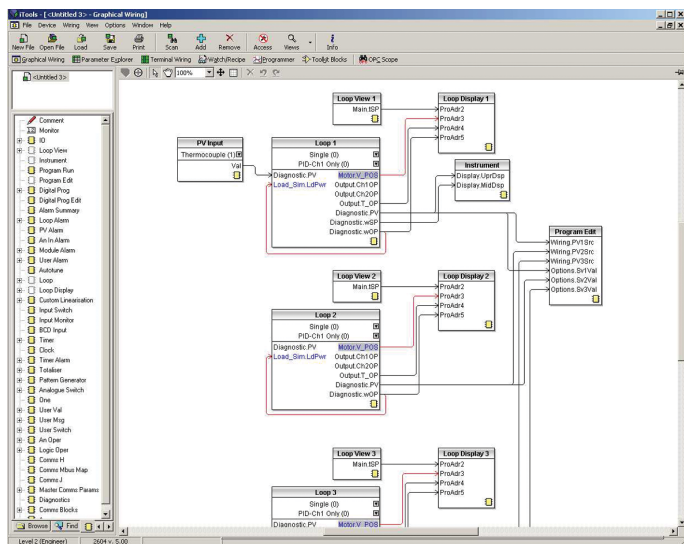 iTools - [ <Untitled 3> - Graphical Wiring]
File Device Wiring View Options Window Help
New File Open File Load Save Print Scan Add Remove Access Views Info
Graphical Wiring Parameter Explorer Terminal Wiring Watch/Recipe Programmer Toolkit Blocks OPC Scope
<Untitled 3>
100%
Comment
Monitor
IO
Loop View
Instrument
Program Run
Program Edit
Digital Prog
Digital Prog Edit
Alarm Summary
Loop Alarm
PV Alarm
An In Alarm
Module Alarm
User Alarm
Autotune
Loop
Loop Display
Custom Linearisation
Input Switch
Input Monitor
BCD Input
Timer
Clock
Timer Alarm
Totaliser
Pattern Generator
Analogue Switch
One
User Val
User Msg
User Switch
An Oper
Logic Oper
Comms H
Comms Mbus Map
Comms J
Master Comms Params
Diagnostics
Comms Blocks
Browse Find
Level 2 (Engineer) 2604 v. 5.00
Loop View 1
Main.tSP
Loop Display 1
ProAdr2
ProAdr3
ProAdr4
ProAdr5
PV Input
Thermocouple (1)
Val
Loop 1
Single (0)
PID-Ch1 Only (0)
Diagnostic.PV Motor.V_POS
Load_Sim.LdPwr Output.Ch1OP
Output.Ch2OP
Output.T_OP
Diagnostic.PV
Diagnostic.wSP
Diagnostic.wOP
Instrument
Display.UprDsp
Display.MidDsp
Program Edit
Wiring.PV1Src
Wiring.PV2Src
Wiring.PV3Src
Options.Sv1Val
Options.Sv2Val
Options.Sv3Val
Loop View 2
Main.tSP
Loop Display 2
ProAdr2
ProAdr3
ProAdr4
ProAdr5
Loop 2
Single (0)
PID-Ch1 Only (0)
Diagnostic.PV Motor.V_POS
Load_Sim.LdPwr Output.Ch1OP
Output.Ch2OP
Output.T_OP
Diagnostic.PV
Diagnostic.wOP
Loop View 3
Main.tSP
Loop Display 3
ProAdr2
ProAdr3
ProAdr4
ProAdr5
Loop 3
Single (0)
PID-Ch1 Only (0)
Diagnostic.PV Motor.V_POS